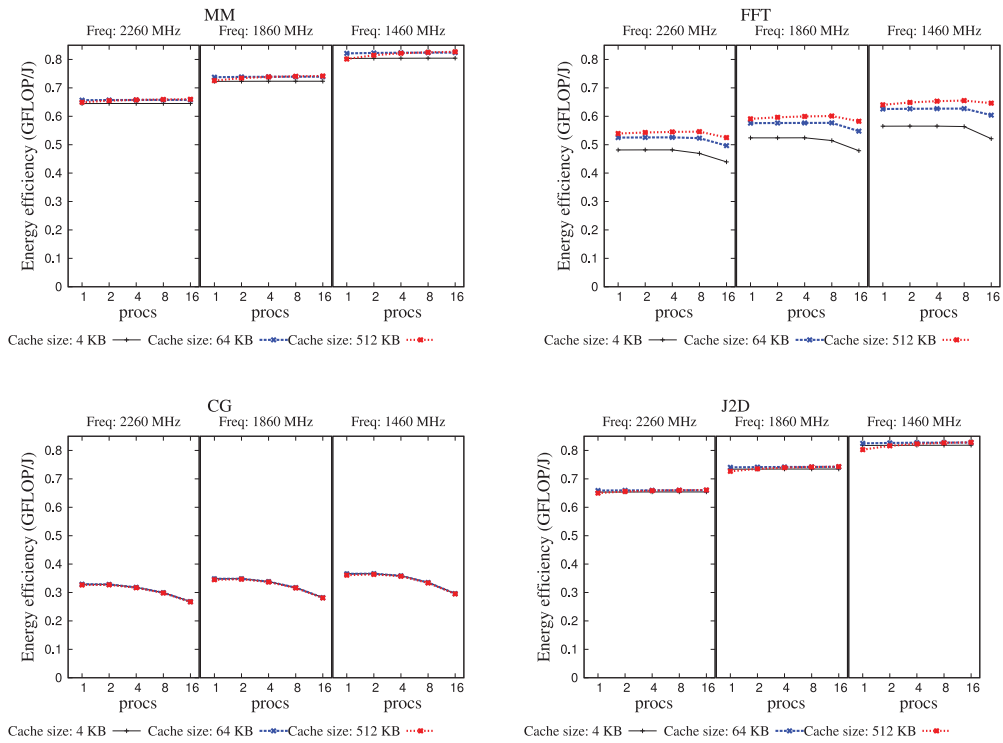 MM
Freq: 2260 MHz Freq: 1860 MHz Freq: 1460 MHz
Energy efficiency (GFLOP/J)
0.8
0.7
0.6
0.5
0.4
0.3
0.2
0.1
0
1 2 4 8 16 1 2 4 8 16 1 2 4 8 16
procs procs procs
Cache size: 4 KB Cache size: 64 KB Cache size: 512 KB
FFT
Freq: 2260 MHz Freq: 1860 MHz Freq: 1460 MHz
Energy efficiency (GFLOP/J)
0.8
0.7
0.6
0.5
0.4
0.3
0.2
0.1
0
1 2 4 8 16 1 2 4 8 16 1 2 4 8 16
procs procs procs
Cache size: 4 KB Cache size: 64 KB Cache size: 512 KB
CG
Freq: 2260 MHz Freq: 1860 MHz Freq: 1460 MHz
Energy efficiency (GFLOP/J)
0.8
0.7
0.6
0.5
0.4
0.3
0.2
0.1
0
1 2 4 8 16 1 2 4 8 16 1 2 4 8 16
procs procs procs
Cache size: 4 KB Cache size: 64 KB Cache size: 512 KB
J2D
Freq: 2260 MHz Freq: 1860 MHz Freq: 1460 MHz
Energy efficiency (GFLOP/J)
0.8
0.7
0.6
0.5
0.4
0.3
0.2
0.1
0
1 2 4 8 16 1 2 4 8 16 1 2 4 8 16
procs procs procs
Cache size: 4 KB Cache size: 64 KB Cache size: 512 KB